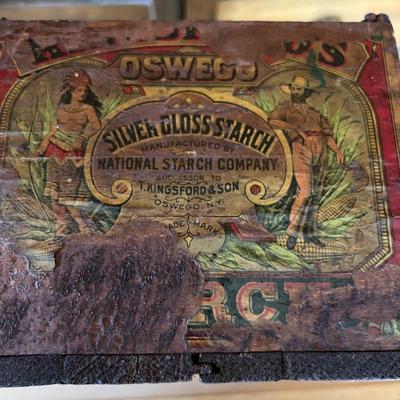 OSWEGO
SILVER GLOSS STARCH
MANUFACTURED BY
NATIONAL STARCH COMPANY
SUCCESSOR TO
T. KINGSFORD & SON
OSWEGO, N.Y.
TRADE MARK
RCH